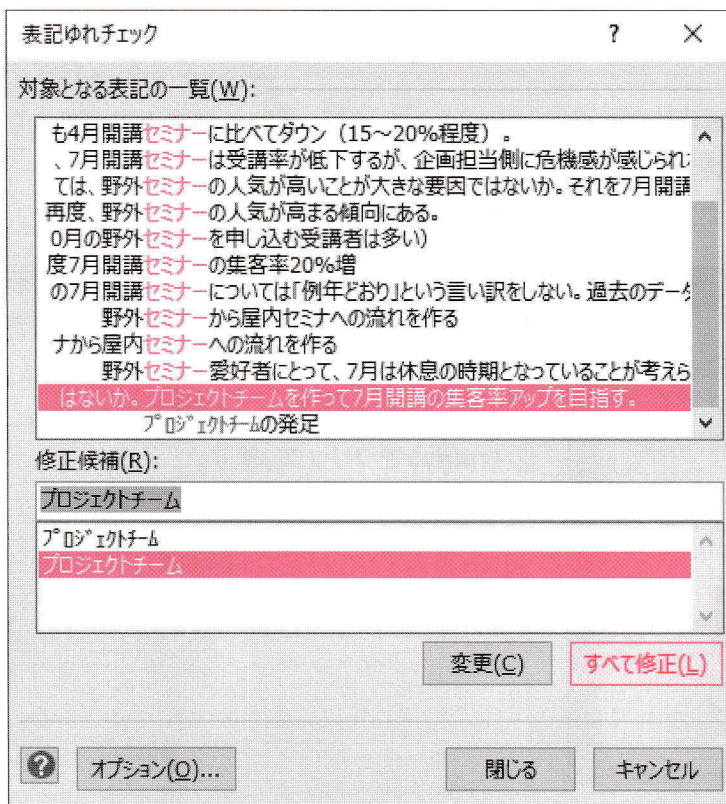 表記ゆれチェック ? ×
対象となる表記の一覧(W):
も4月開講セミナーに比べてダウン（15～20%程度）。
、7月開講セミナーは受講率が低下するが、企画担当側に危機感が感じられ
ては、野外セミナーの人気が高いことが大きな要因ではないか。それを7月開講
再度、野外セミナーの人気が高まる傾向にある。
0月の野外セミナーを申し込む受講者は多い)
度7月開講セミナーの集客率20%増
の7月開講セミナーについては「例年どおり」という言い訳をしない。過去のデータ
野外セミナーから屋内セミナへの流れを作る
ナから屋内セミナーへの流れを作る
野外セミナー愛好者にとって、7月は休息の時期となっていることが考えら
はないか。プロジェクトチームを作って7月開講の集客率アップを目指す。
ﾌﾟﾛｼﾞｪｸﾄﾁｰﾑの発足
修正候補(R):
プロジェクトチーム
ﾌﾟﾛｼﾞｪｸﾄﾁｰﾑ
プロジェクトチーム
変更(C) すべて修正(L)
? オプション(O)... 閉じる キャンセル